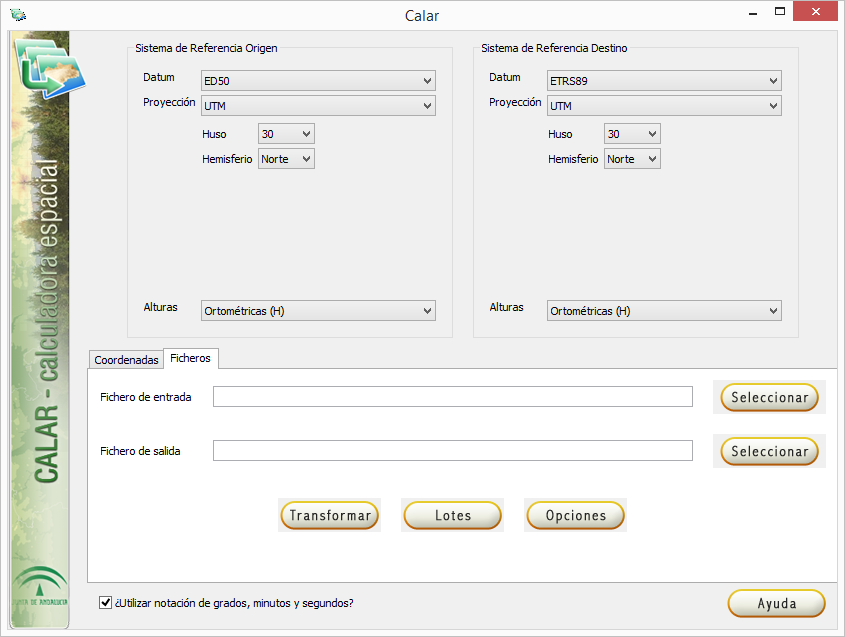 Calar
Sistema de Referencia Origen
Datum ED50
Proyección UTM
Huso 30
Hemisferio Norte
Alturas Ortométricas (H)
Sistema de Referencia Destino
Datum ETRS89
Proyección UTM
Huso 30
Hemisferio Norte
Alturas Ortométricas (H)
CALAR - calculadora espacial
JUNTA DE ANDALUCIA
Coordenadas Ficheros
Fichero de entrada Seleccionar
Fichero de salida Seleccionar
Transformar Lotes Opciones
¿Utilizar notación de grados, minutos y segundos?
Ayuda